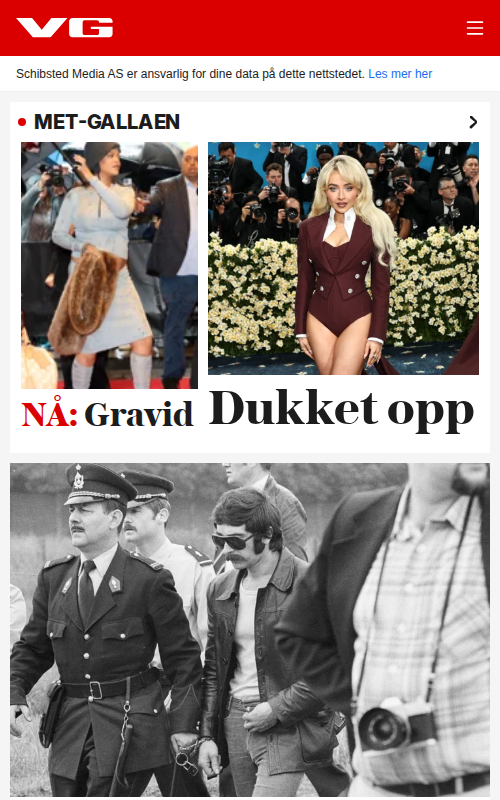 VG
Schibsted Media AS er ansvarlig for dine data på dette nettstedet. Les mer her
MET-GALLAEN
NÅ: Gravid
Dukket opp